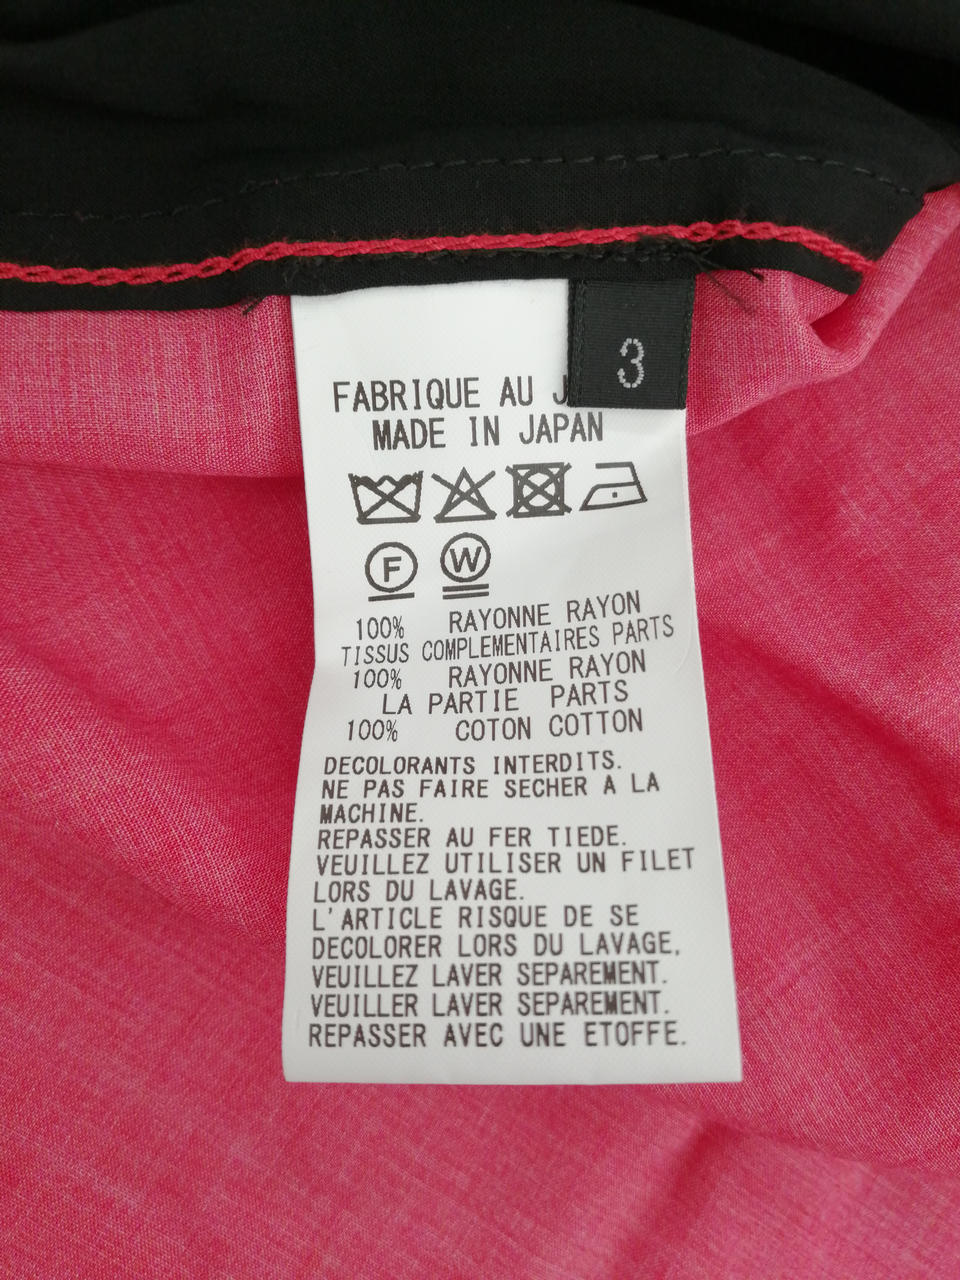 3
FABRIQUE AU J
MADE IN JAPAN
F W
100% RAYONNE RAYON
TISSUS COMPLEMENTAIRES PARTS
100% RAYONNE RAYON
LA PARTIE PARTS
100% COTON COTTON
DECOLORANTS INTERDITS.
NE PAS FAIRE SECHER A LA
MACHINE.
REPASSER AU FER TIEDE.
VEUILLEZ UTILISER UN FILET
LORS DU LAVAGE.
L'ARTICLE RISQUE DE SE
DECOLORER LORS DU LAVAGE,
VEUILLEZ LAVER SEPAREMENT.
VEUILLER LAVER SEPAREMENT.
REPASSER AVEC UNE ETOFFE.